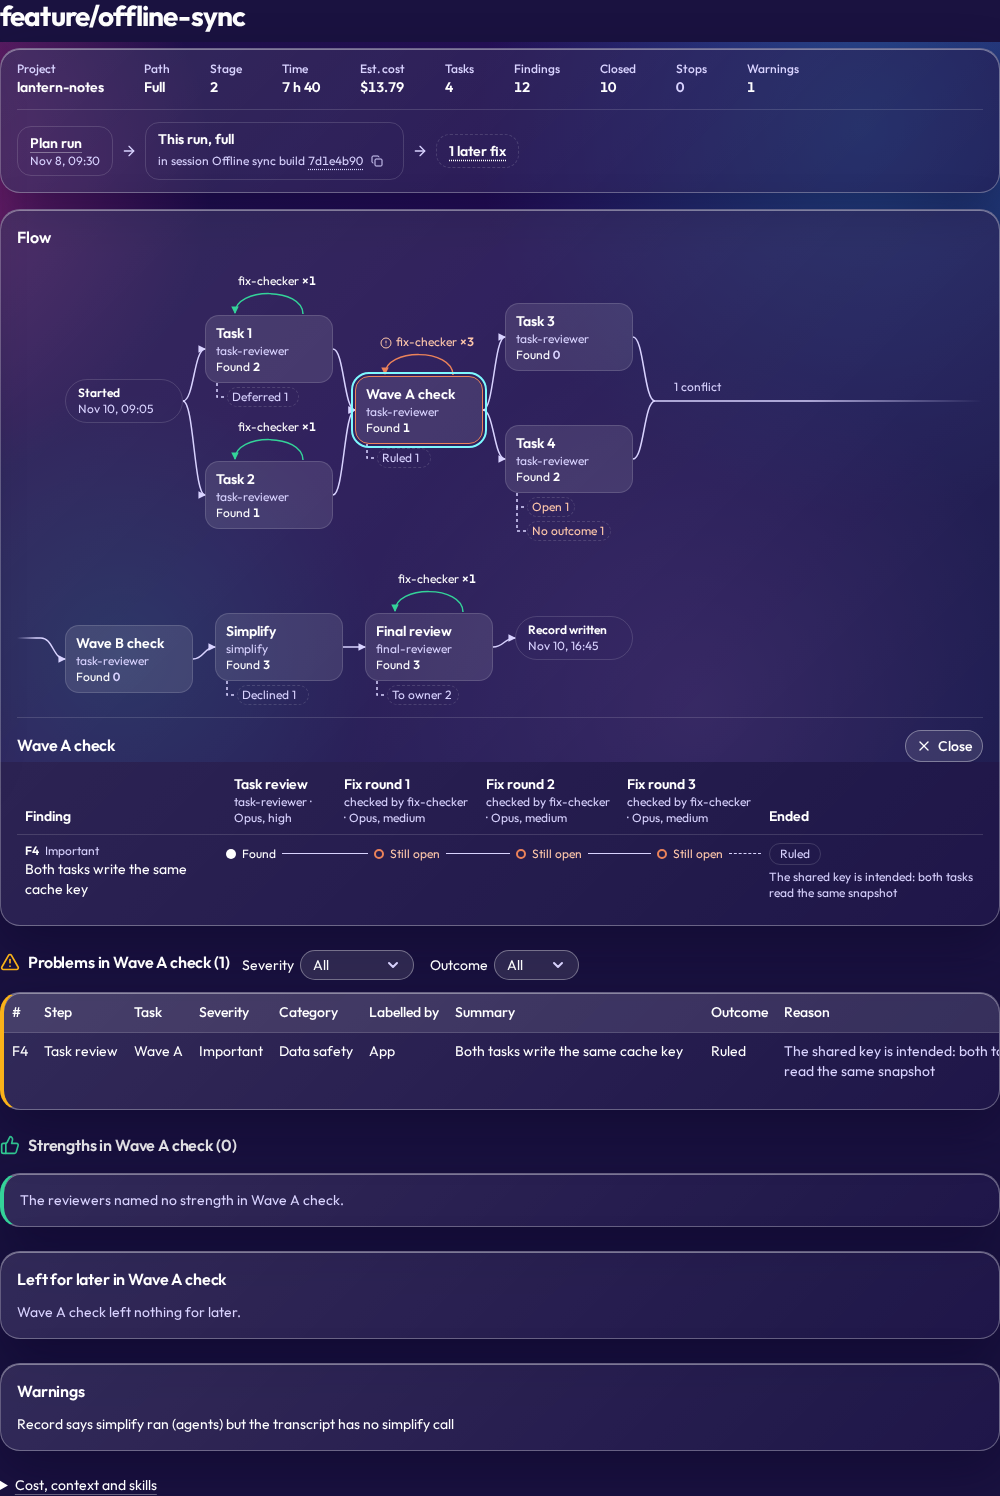 feature/offline-sync
Project Path Stage Time Est. cost Tasks Findings Closed Stops Warnings
lantern-notes Full 2 7 h 40 $13.79 4 12 10 0 1
Plan run
Nov 8, 09:30
This run, full
in session Offline sync build 7d1e4b90
1 later fix
Flow
Started
Nov 10, 09:05
fix-checker ×1
Task 1
task-reviewer
Found 2
Deferred 1
fix-checker ×1
Task 2
task-reviewer
Found 1
fix-checker ×3
Wave A check
task-reviewer
Found 1
Ruled 1
Task 3
task-reviewer
Found 0
Task 4
task-reviewer
Found 2
Open 1
No outcome 1
1 conflict
Wave B check
task-reviewer
Found 0
Simplify
simplify
Found 3
Declined 1
fix-checker ×1
Final review
final-reviewer
Found 3
To owner 2
Record written
Nov 10, 16:45
Wave A check
Close
Finding
Task review
task-reviewer ·
Opus, high
Fix round 1
checked by fix-checker
· Opus, medium
Fix round 2
checked by fix-checker
· Opus, medium
Fix round 3
checked by fix-checker
· Opus, medium
Ended
F4 Important
Both tasks write the same
cache key
Found
Still open
Still open
Still open
Ruled
The shared key is intended: both tasks
read the same snapshot
Problems in Wave A check (1)
Severity All
Outcome All
# Step Task Severity Category Labelled by Summary Outcome Reason
F4 Task review Wave A Important Data safety App Both tasks write the same cache key Ruled The shared key is intended: both
read the same snapshot
Strengths in Wave A check (0)
The reviewers named no strength in Wave A check.
Left for later in Wave A check
Wave A check left nothing for later.
Warnings
Record says simplify ran (agents) but the transcript has no simplify call
Cost, context and skills